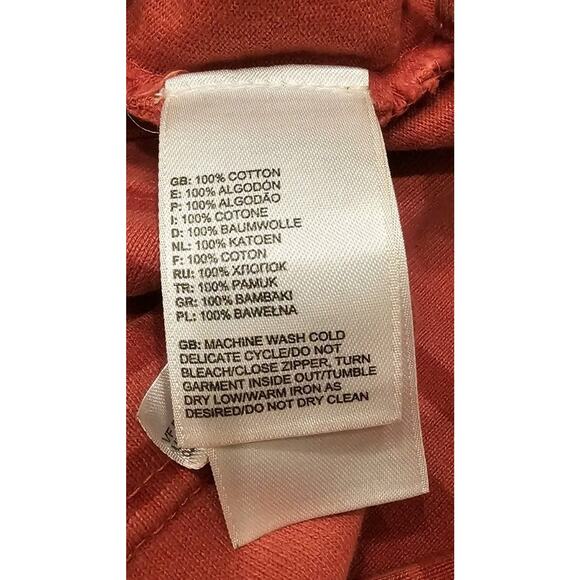 GB: 100% COTTON
E: 100% ALGODÓN
P: 100% ALGODÃO
I: 100% COTONE
D: 100% BAUMWOLLE
NL: 100% KATOEN
F: 100% COTON
RU: 100% ХЛОПОК
TR: 100% PAMUK
GR: 100% BAMBAKI
PL: 100% BAWEŁNA
GB: MACHINE WASH COLD
DELICATE CYCLE/DO NOT
BLEACH/CLOSE ZIPPER, TURN
GARMENT INSIDE OUT/TUMBLE
DRY LOW/WARM IRON AS
DESIRED/DO NOT DRY CLEAN